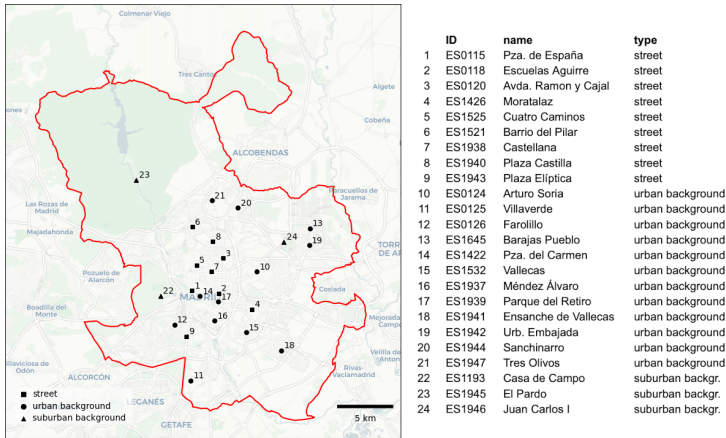 Colmenar Viejo
Tres Cantos
Algete
Cobeña
ALCOBENDAS
Paracuellos de
Jarama
Las Rozas de
Madrid
Majadahonda
Pozuelo de
Alarcón
Boadilla del
Monte
MADRID
Coslada
Mejorada
Campo
Velilla de
Rivas-
Vaciamadrid
ALCORCÓN
LEGANÉS
GETAFE
23
21
20
6
13
8
24
19
3
5
7
10
1
14
2
22
17
4
16
12
15
9
18
11
street
urban background
suburban background
5 km
ID name type
1 ES0115 Pza. de España street
2 ES0118 Escuelas Aguirre street
3 ES0120 Avda. Ramon y Cajal street
4 ES1426 Moratalaz street
5 ES1525 Cuatro Caminos street
6 ES1521 Barrio del Pilar street
7 ES1938 Castellana street
8 ES1940 Plaza Castilla street
9 ES1943 Plaza Elíptica street
10 ES0124 Arturo Soria urban background
11 ES0125 Villaverde urban background
12 ES0126 Farolillo urban background
13 ES1645 Barajas Pueblo urban background
14 ES1422 Pza. del Carmen urban background
15 ES1532 Vallecas urban background
16 ES1937 Méndez Álvaro urban background
17 ES1939 Parque del Retiro urban background
18 ES1941 Ensanche de Vallecas urban background
19 ES1942 Urb. Embajada urban background
20 ES1944 Sanchinarro urban background
21 ES1947 Tres Olivos urban background
22 ES1193 Casa de Campo suburban backgr.
23 ES1945 El Pardo suburban backgr.
24 ES1946 Juan Carlos I suburban backgr.